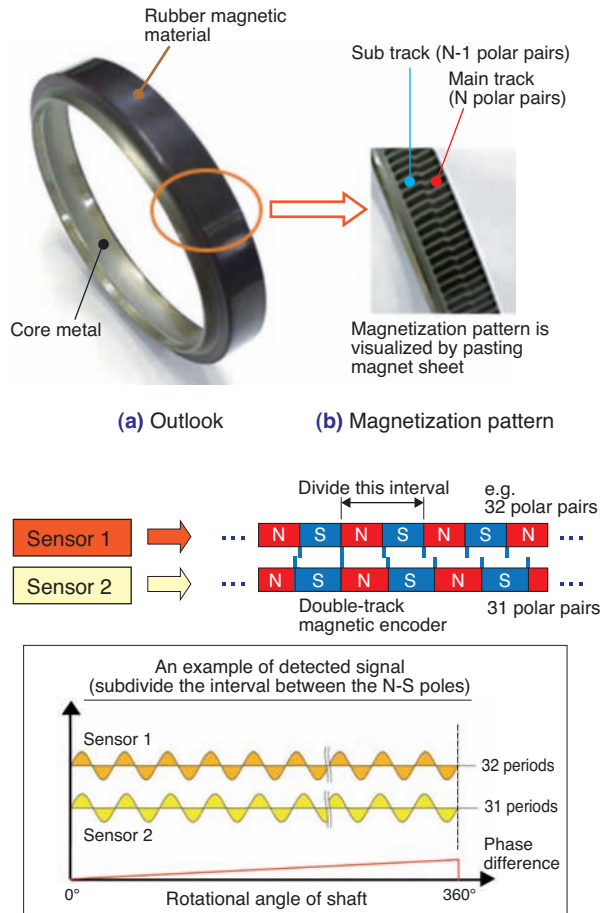 Rubber magnetic
material
Sub track (N-1 polar pairs)
Main track
(N polar pairs)
Core metal
Magnetization pattern is
visualized by pasting
magnet sheet
(a) Outlook
(b) Magnetization pattern
Divide this interval
e.g.
32 polar pairs
Sensor 1
... N S N S N S N ...
Sensor 2
... N S N S N S ...
Double-track
magnetic encoder
31 polar pairs
An example of detected signal
(subdivide the interval between the N-S poles)
Sensor 1
32 periods
31 periods
Sensor 2
Phase
difference
0°
Rotational angle of shaft
360°